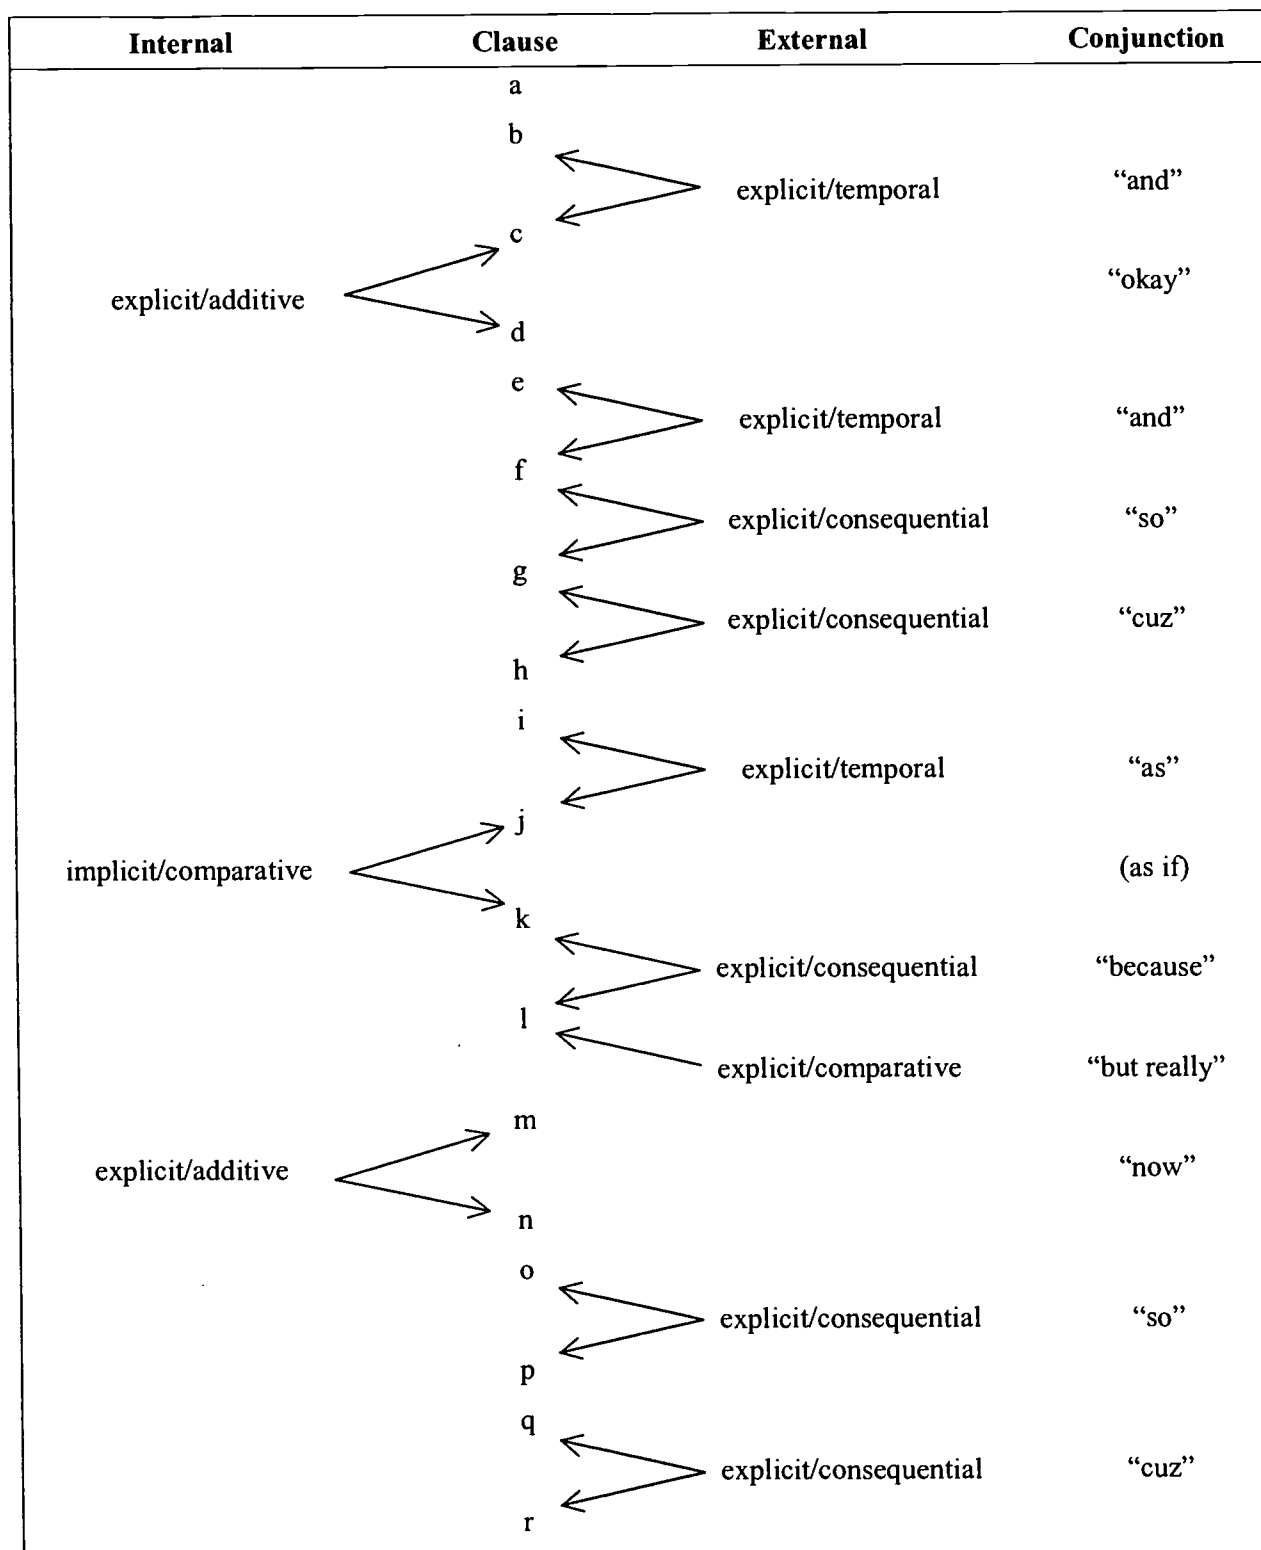 Internal Clause External Conjunction
a
b
explicit/temporal “and”
c
explicit/additive “okay”
d
e
explicit/temporal “and”
f
explicit/consequential “so”
g
explicit/consequential “cuz”
h
i
explicit/temporal “as”
j
implicit/comparative (as if)
k
explicit/consequential “because”
l
explicit/comparative “but really”
m
explicit/additive “now”
n
o
explicit/consequential “so”
p
q
explicit/consequential “cuz”
r